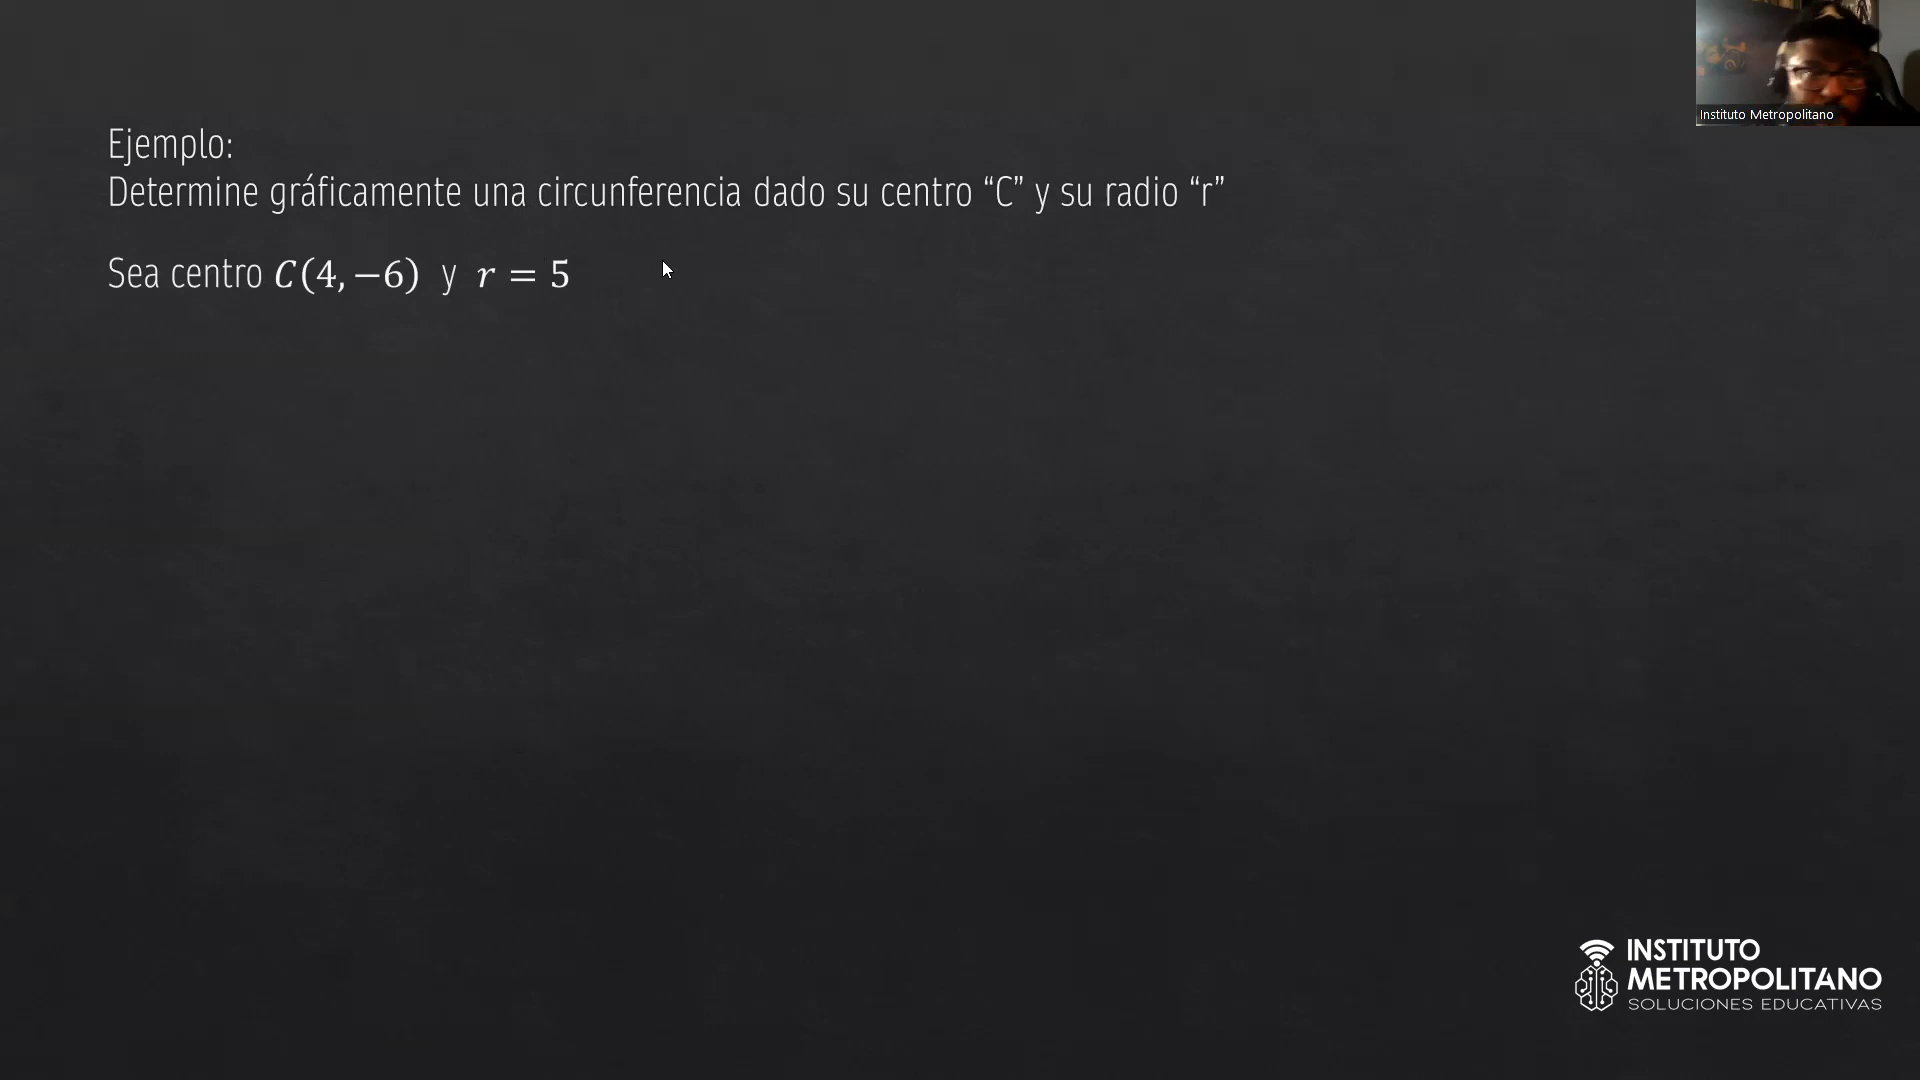 Instituto Metropolitano
Ejemplo:
Determine gráficamente una circunferencia dado su centro “C” y su radio “r”
Sea centro C(4, −6) y r = 5
INSTITUTO
METROPOLITANO
SOLUCIONES EDUCATIVAS